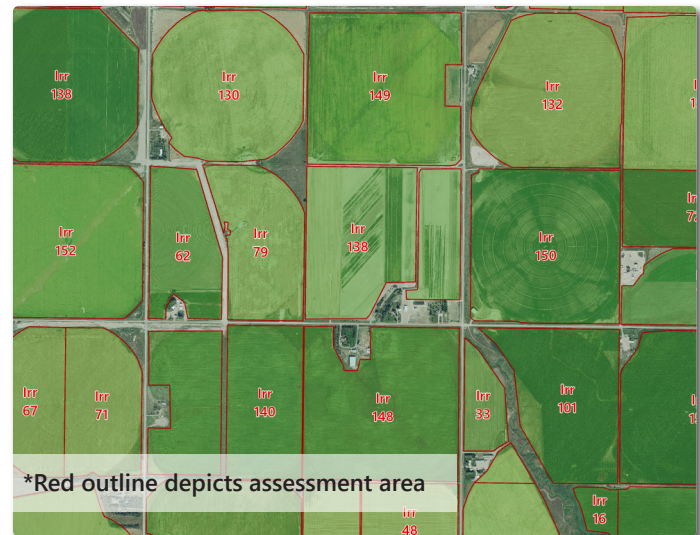 Irr
138
Irr
130
Irr
149
Irr
132
Irr
152
Irr
62
Irr
79
Irr
138
Irr
150
Irr
67
Irr
71
Irr
140
Irr
148
Irr
33
Irr
101
Irr
16
Irr
48
*Red outline depicts assessment area